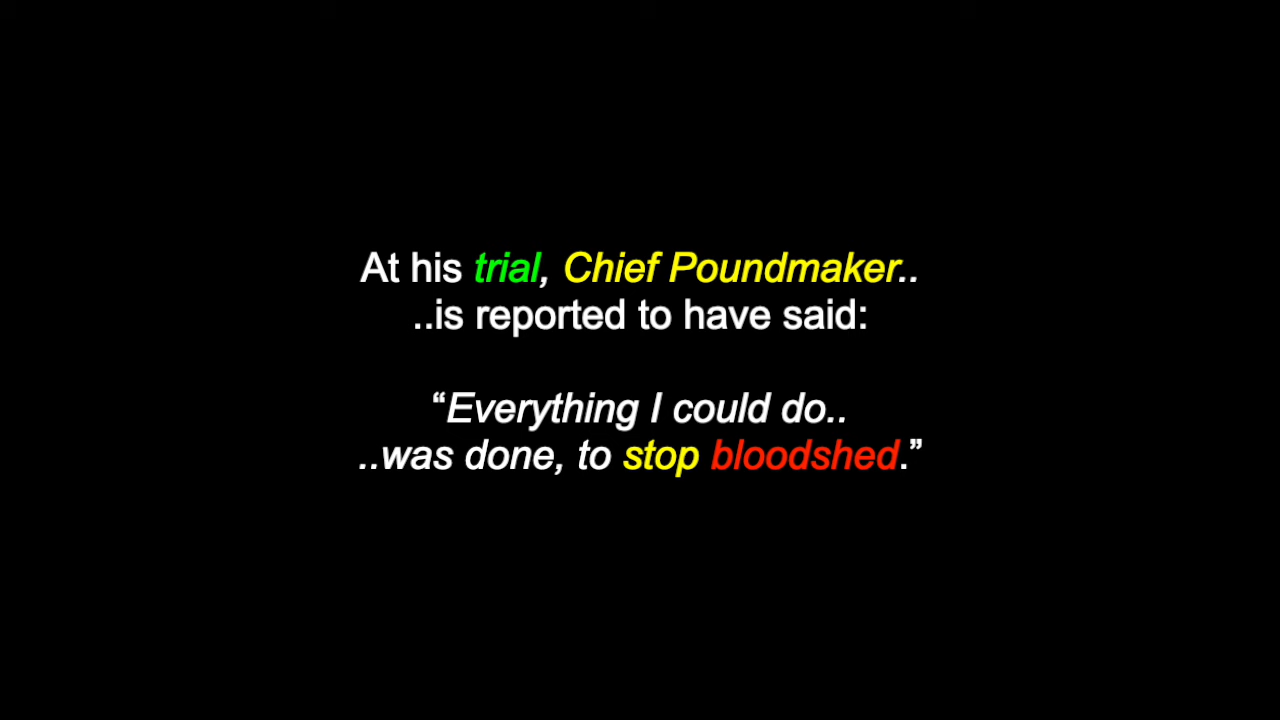 At his trial, Chief Poundmaker..
..is reported to have said:
“Everything I could do..
..was done, to stop bloodshed.”